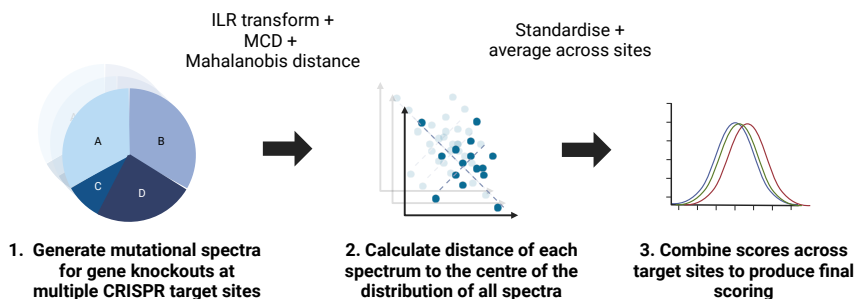 ILR transform +
MCD +
Mahalanobis distance
Standardise +
average across sites
A
B
C
D
1. Generate mutational spectra
for gene knockouts at
multiple CRISPR target sites
2. Calculate distance of each
spectrum to the centre of the
distribution of all spectra
3. Combine scores across
target sites to produce final
scoring